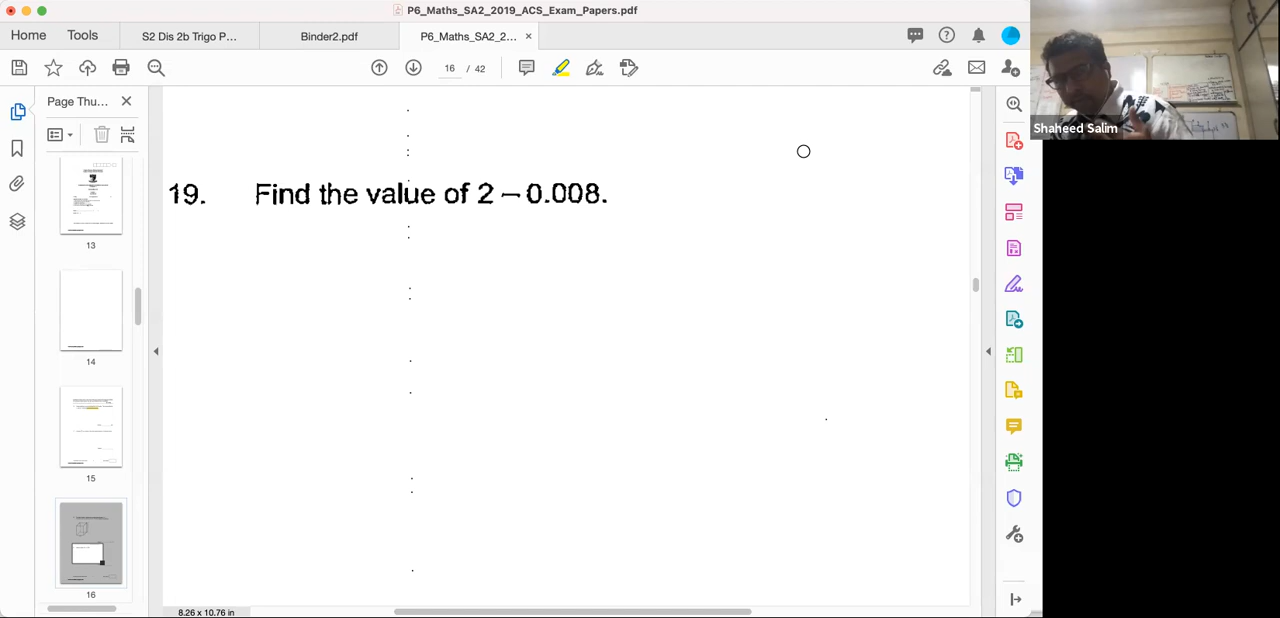 P6_Maths_SA2_2019_ACS_Exam_Papers.pdf
Home
Tools
S2 Dis 2b Trigo P...
Binder2.pdf
P6_Maths_SA2_2...
16 / 42
Page Thu...
Shaheed Salim
19. Find the value of 2 – 0.008.
13
14
15
16
8.26 x 10.76 in